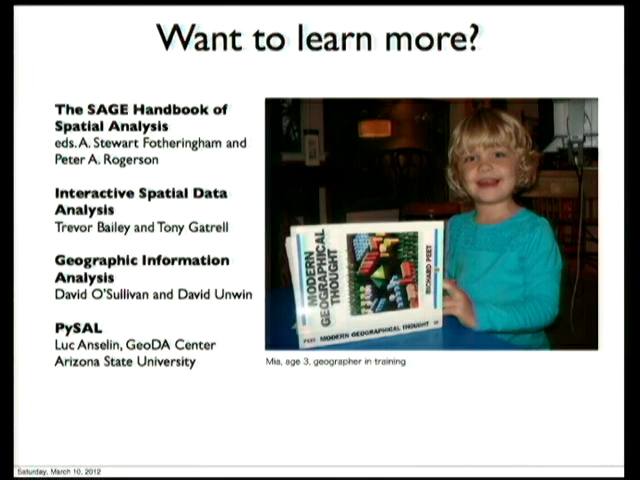 Want to learn more?
The SAGE Handbook of
Spatial Analysis
eds. A. Stewart Fotheringham and
Peter A. Rogerson
Interactive Spatial Data
Analysis
Trevor Bailey and Tony Gatrell
Geographic Information
Analysis
David O'Sullivan and David Unwin
PySAL
Luc Anselin, GeoDA Center
Arizona State University
MODERN
GEOGRAPHICAL
THOUGHT
RICHARD PEET
PEET MODERN GEOGRAPHICAL THOUGHT
Mia, age 3, geographer in training
Saturday, March 10, 2012